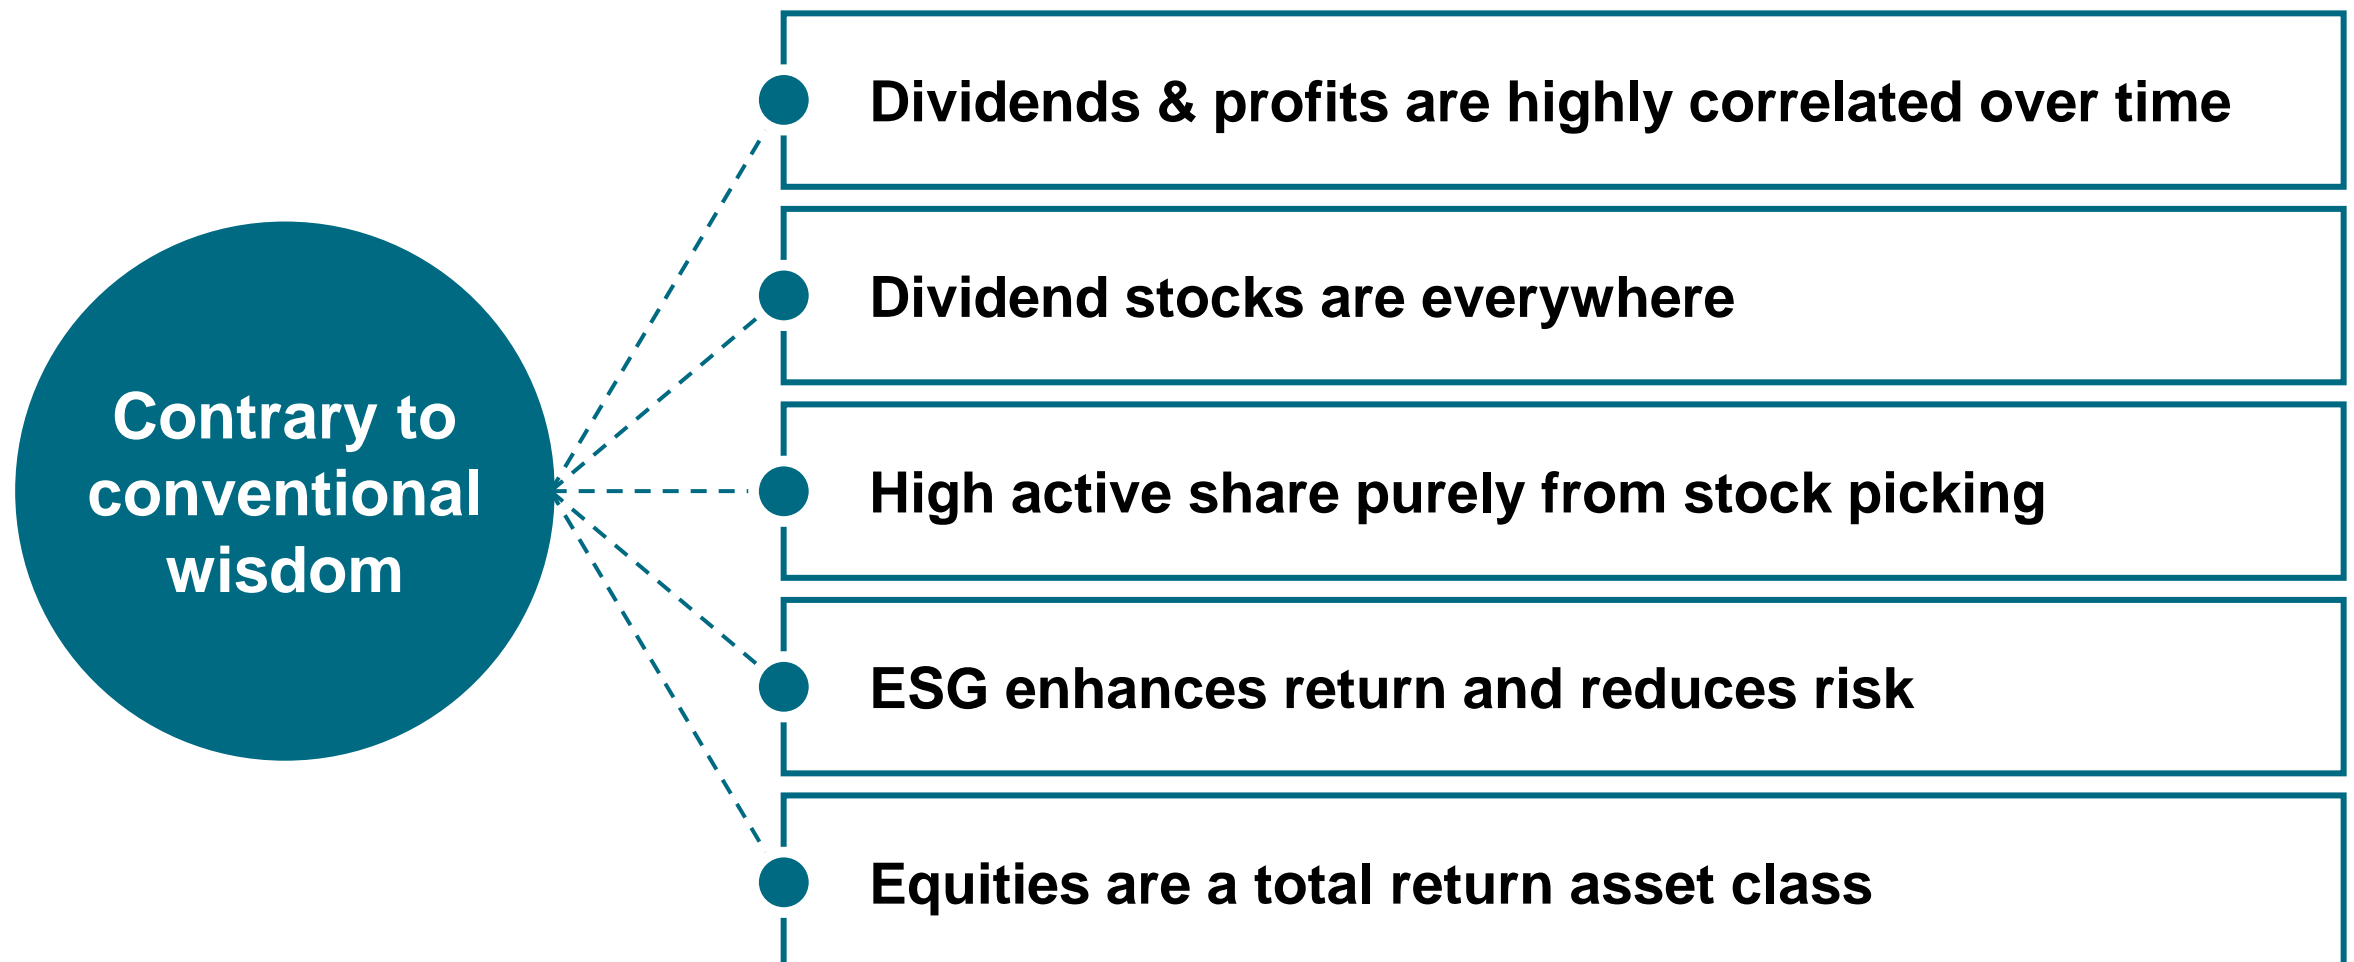 Contrary to
conventional
wisdom
Dividends & profits are highly correlated over time
Dividend stocks are everywhere
High active share purely from stock picking
ESG enhances return and reduces risk
Equities are a total return asset class